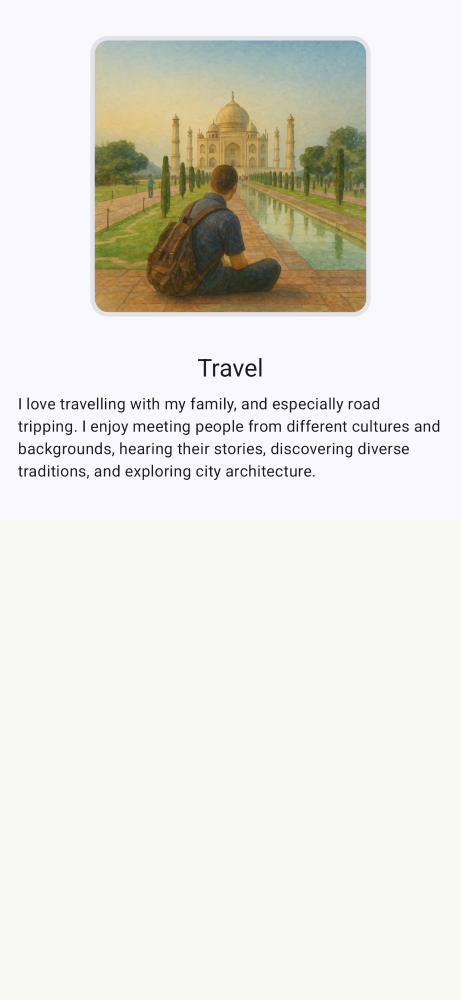 Travel
I love travelling with my family, and especially road
tripping. I enjoy meeting people from different cultures and
backgrounds, hearing their stories, discovering diverse
traditions, and exploring city architecture.